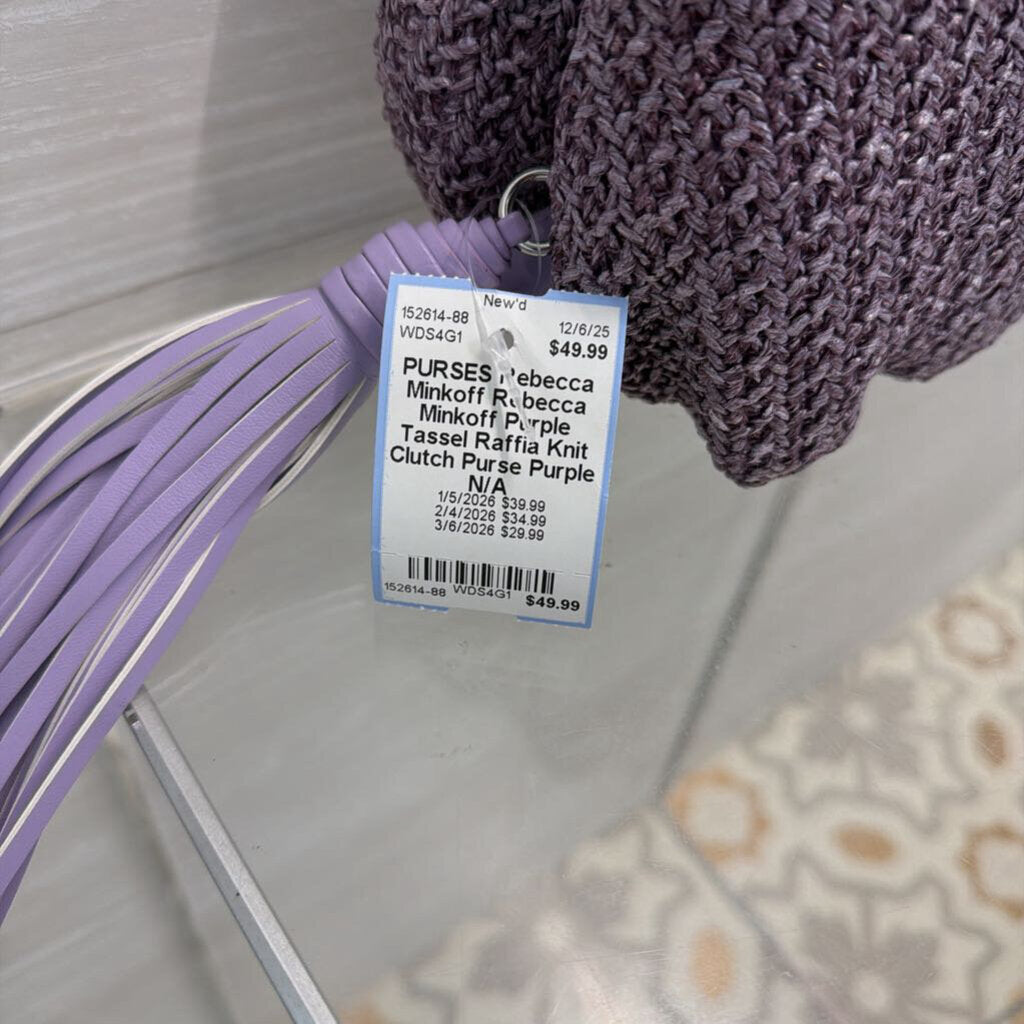 New'd
152614-88 12/6/25
WDS4G1 $49.99
PURSES Rebecca
Minkoff Rebecca
Minkoff Purple
Tassel Raffia Knit
Clutch Purse Purple
N/A
1/5/2026 $39.99
2/4/2026 $34.99
3/6/2026 $29.99
152614-88 WDS4G1 $49.99